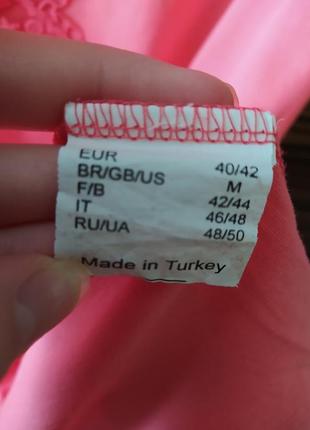 EUR 40/42
BR/GB/US M
F/B 42/44
IT 46/48
RU/UA 48/50
Made in Turkey